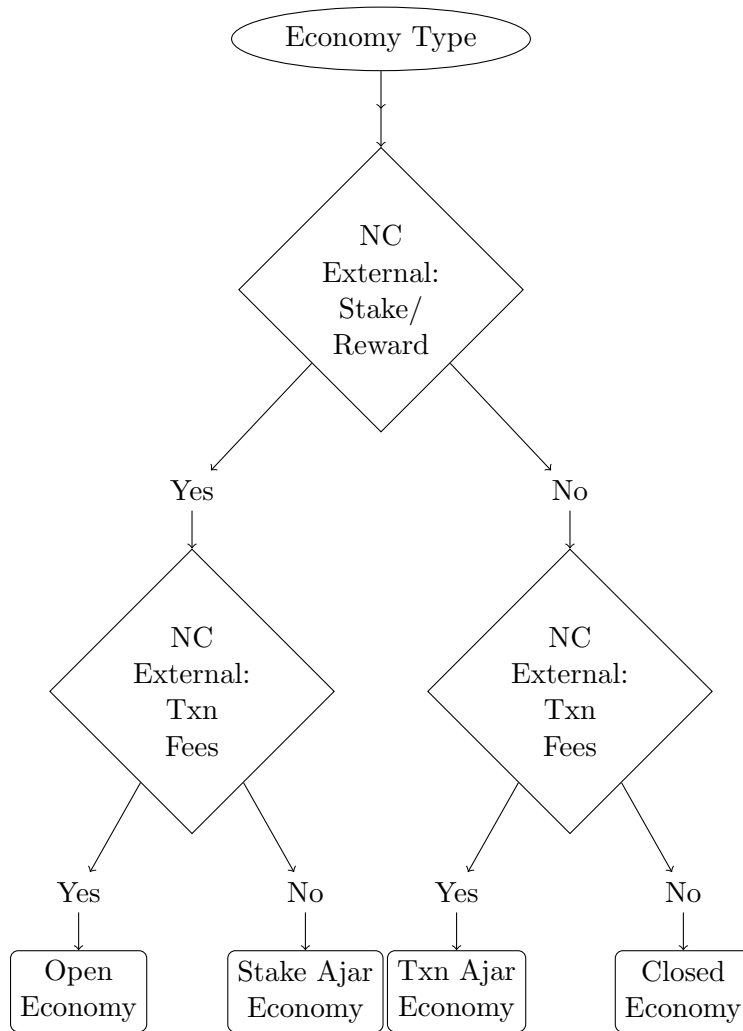 Economy Type
NC
External:
Stake/
Reward
Yes
No
NC
External:
Txn
Fees
NC
External:
Txn
Fees
Yes
No
Yes
No
Open
Economy
Stake Ajar
Economy
Txn Ajar
Economy
Closed
Economy